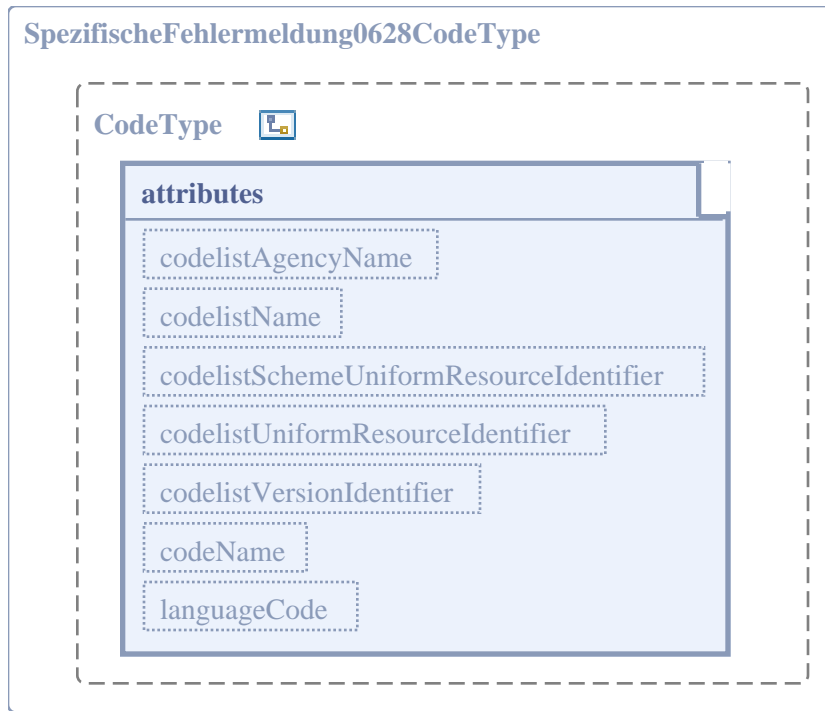 SpezifischeFehlermeldung0628CodeType
CodeType
attributes
codelistAgencyName
codelistName
codelistSchemeUniformResourceIdentifier
codelistUniformResourceIdentifier
codelistVersionIdentifier
codeName
languageCode